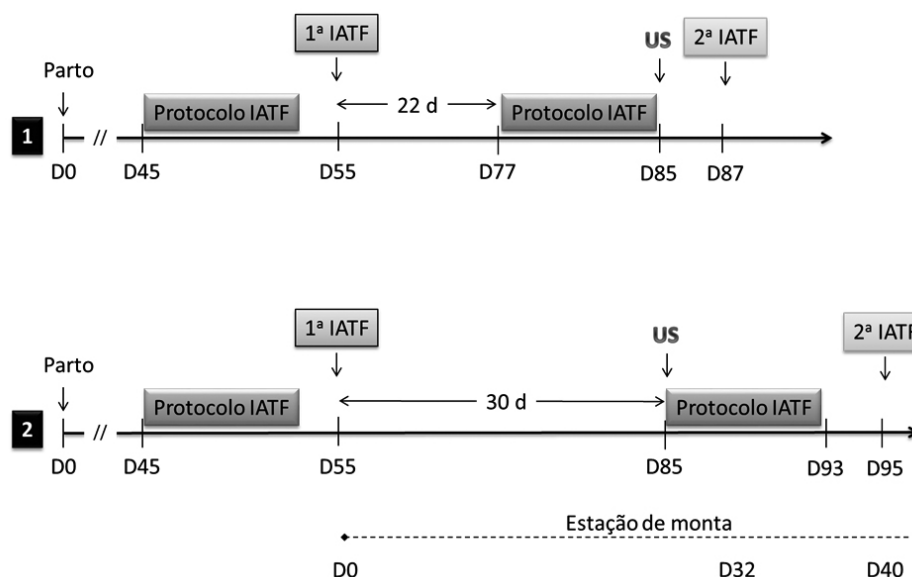 1ª IATF
US
2ª IATF
Parto
Protocolo IATF
22 d
Protocolo IATF
1
//
D0
D45
D55
D77
D85
D87
1ª IATF
US
2ª IATF
Parto
Protocolo IATF
30 d
Protocolo IATF
2
//
D0
D45
D55
D85
D93
D95
Estação de monta
D0
D32
D40